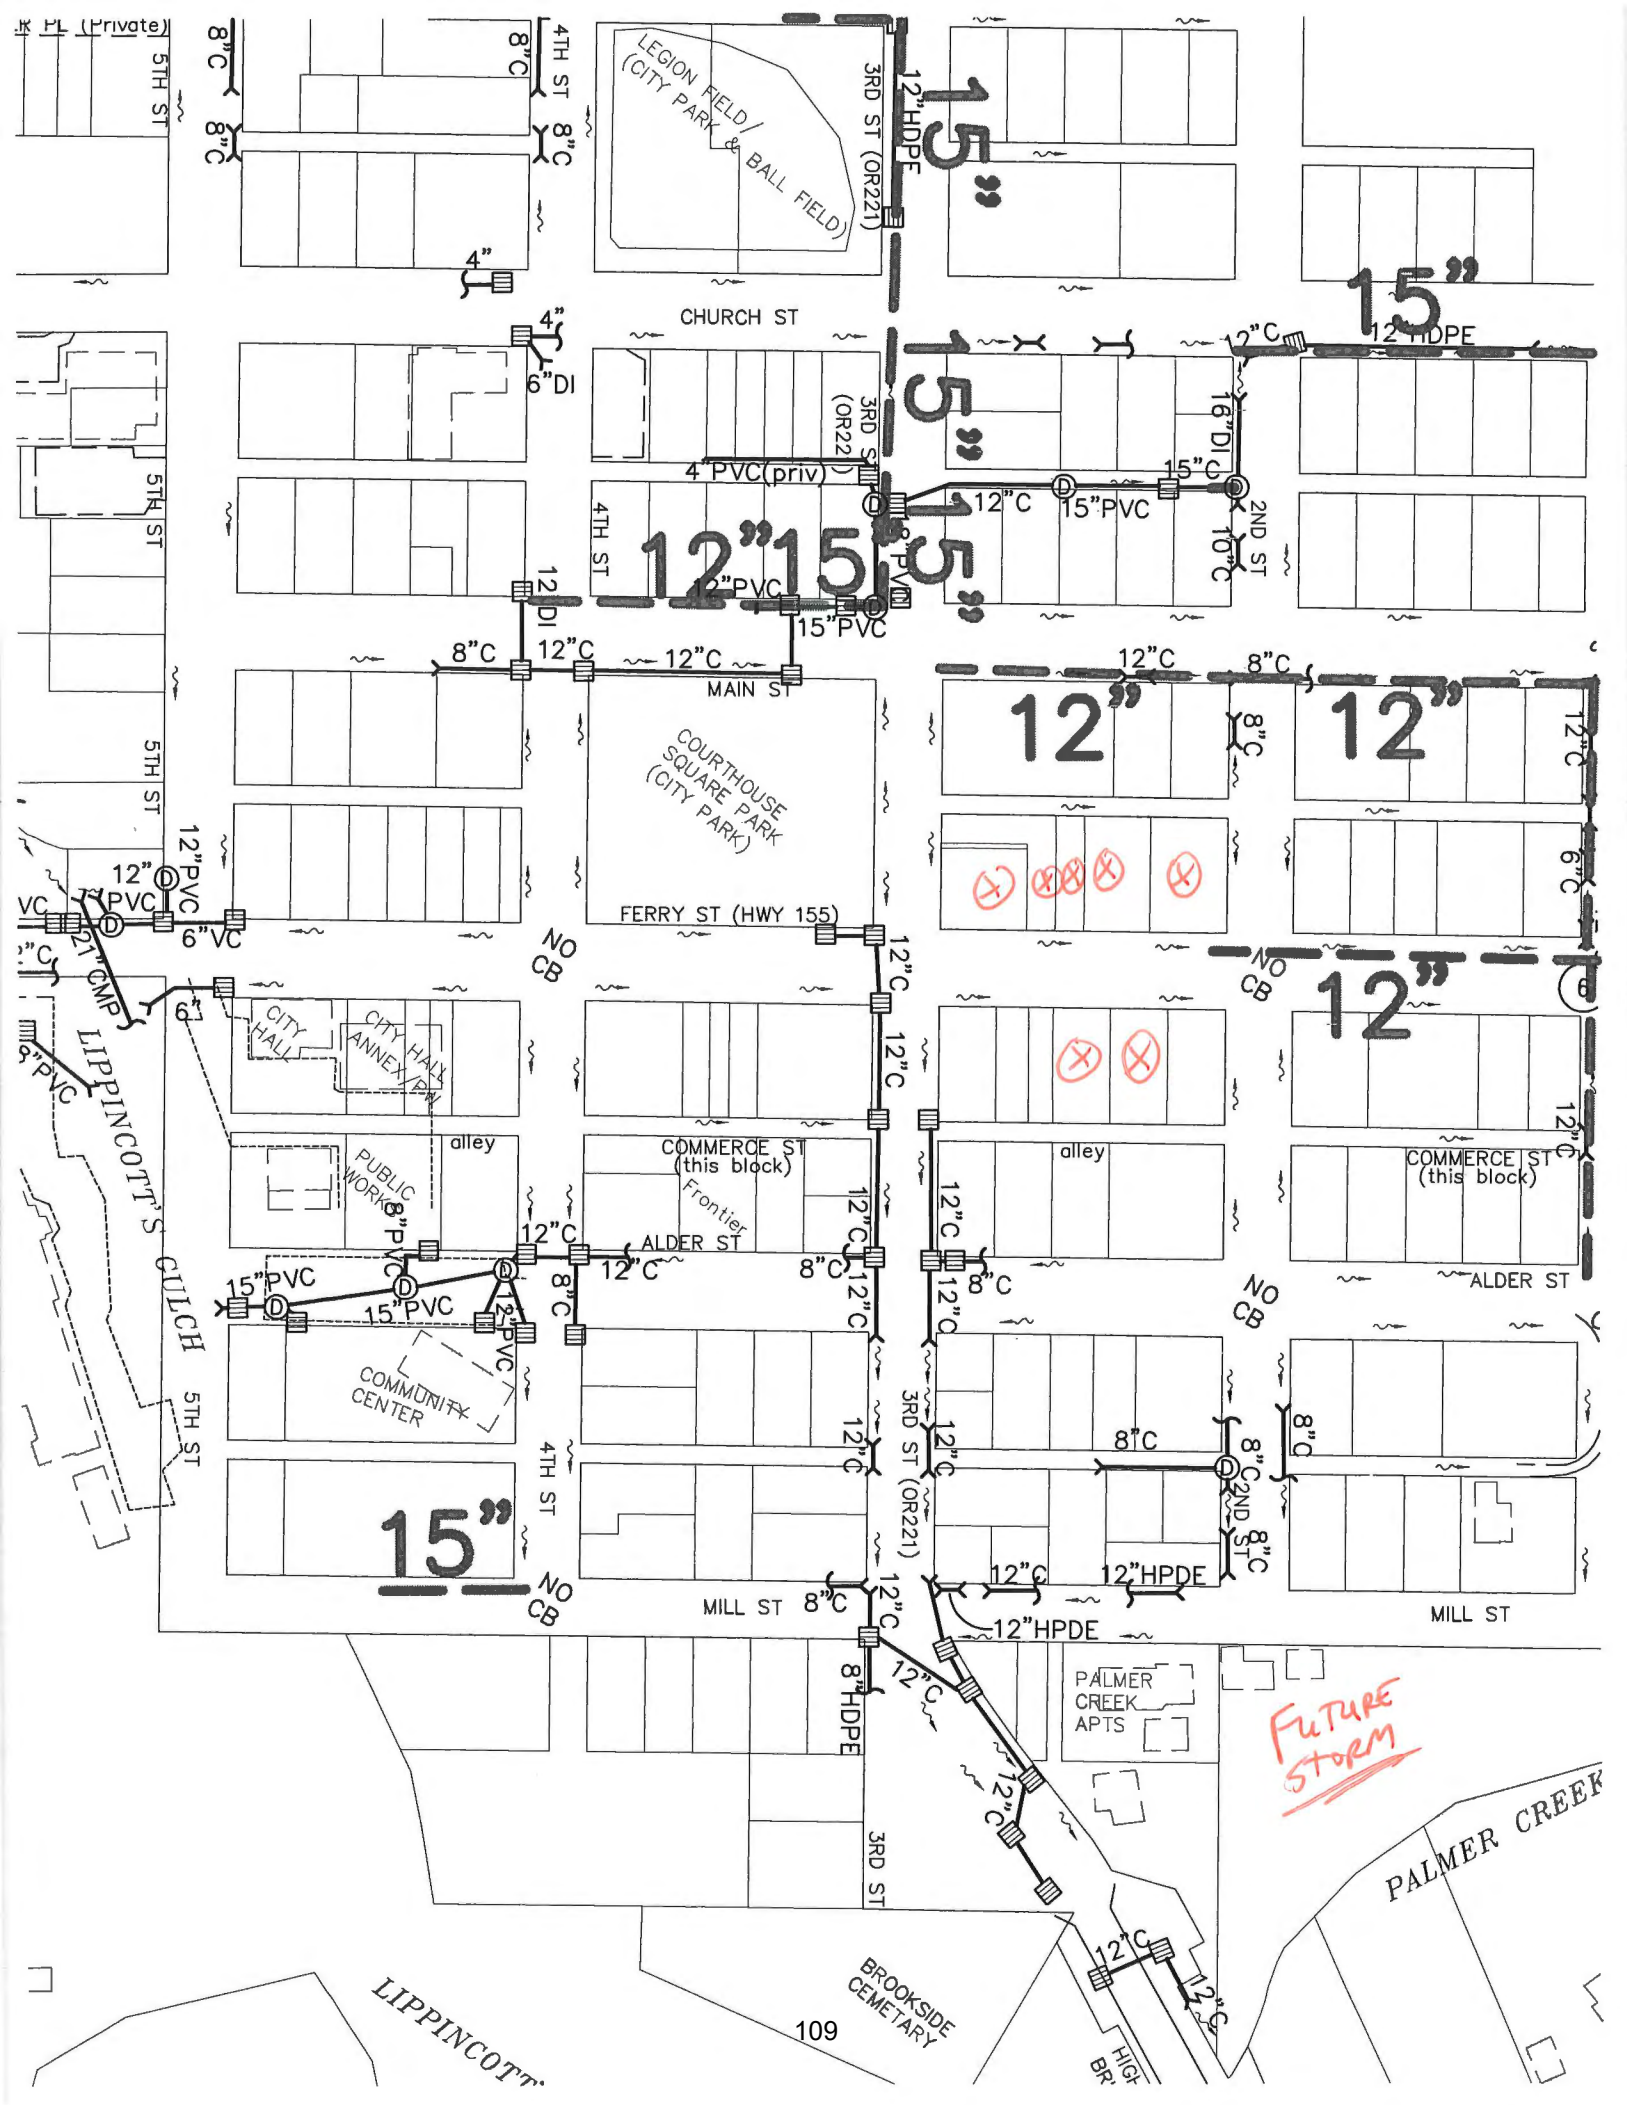 PL (Private)
5TH ST
8"C
8"C
4TH ST
8"C
8"C
LEGION FIELD/
(CITY PARK & BALL FIELD)
3RD ST (OR221)
12"HDPE
15"
4"
CHURCH ST
15"
12"C
12"HDPE
4"
6"DI
3RD ST
(OR22
15"
16"DI
4"PVC(priv)
15"C
12"C
15"PVC
5TH ST
4TH ST
2ND ST
10"C
12"
15
15"
PVC
12"PVC
12"DI
15"PVC
8"C
12"C
12"C
MAIN ST
12"C
8"C
12"
12"
8"C
12"C
COURTHOUSE
SQUARE PARK
(CITY PARK)
5TH ST
12"PVC
12"
PVC
VC
6"VC
6"C
FERRY ST (HWY 155)
NO
CB
12"C
NO
CB
12"
6
"C
21"CMP
6"
CITY
HALL
CITY HALL
ANNEX/PW
12"C
12"C
LIPPINCOTT'S GULCH
PVC
alley
COMMERCE ST
(this block)
alley
COMMERCE ST
(this block)
PUBLIC
WORKS
Frontier
8"PVC
12"C
12"C
12"C
ALDER ST
12"C
8"C
8"C
12"C
12"C
8"C
15"PVC
15"PVC
12"PVC
ALDER ST
NO
CB
COMMUNITY
CENTER
5TH ST
4TH ST
12"C
3RD ST (OR221)
12"C
8"C
8"C
2ND ST
8"C
8"C
15"
NO
CB
MILL ST
8"C
12"C
12"C
12"HPDE
12"HPDE
MILL ST
8"HDPE
12"C
PALMER
CREEK
APTS
FUTURE
STORM
12"C
3RD ST
PALMER CREEK
12"C
12"C
BROOKSIDE
CEMETARY
LIPPINCOTT'
109
HIGH
BR